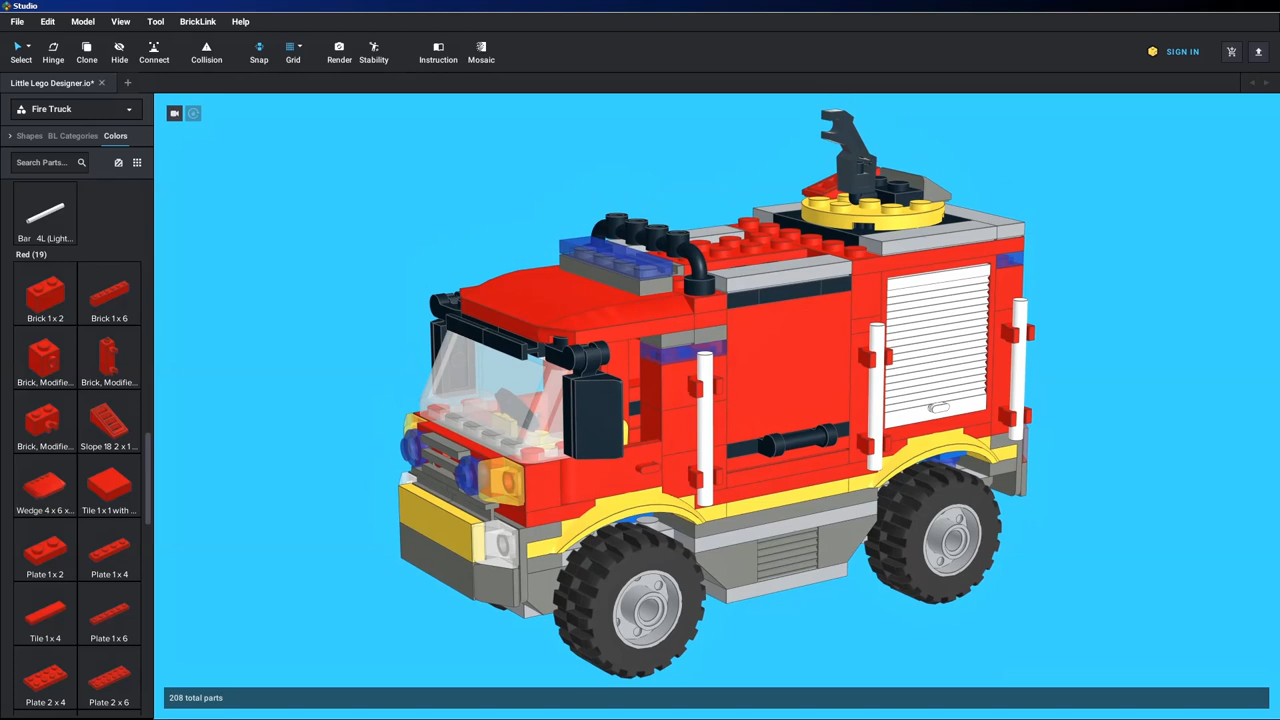 Studio
File Edit Model View Tool BrickLink Help
Select Hinge Clone Hide Connect Collision Snap Grid Render Stability Instruction Mosaic SIGN IN
Little Lego Designer.io*
Fire Truck
Shapes BL Categories Colors
Search Parts...
Bar 4L (Light...
Red (19)
Brick 1 x 2 Brick 1 x 6
Brick, Modifie... Brick, Modifie...
Brick, Modifie... Slope 18 2 x 1...
Wedge 4 x 6 x... Tile 1 x 1 with ...
Plate 1 x 2 Plate 1 x 4
Tile 1 x 4 Plate 1 x 6
Plate 2 x 4 Plate 2 x 6
208 total parts